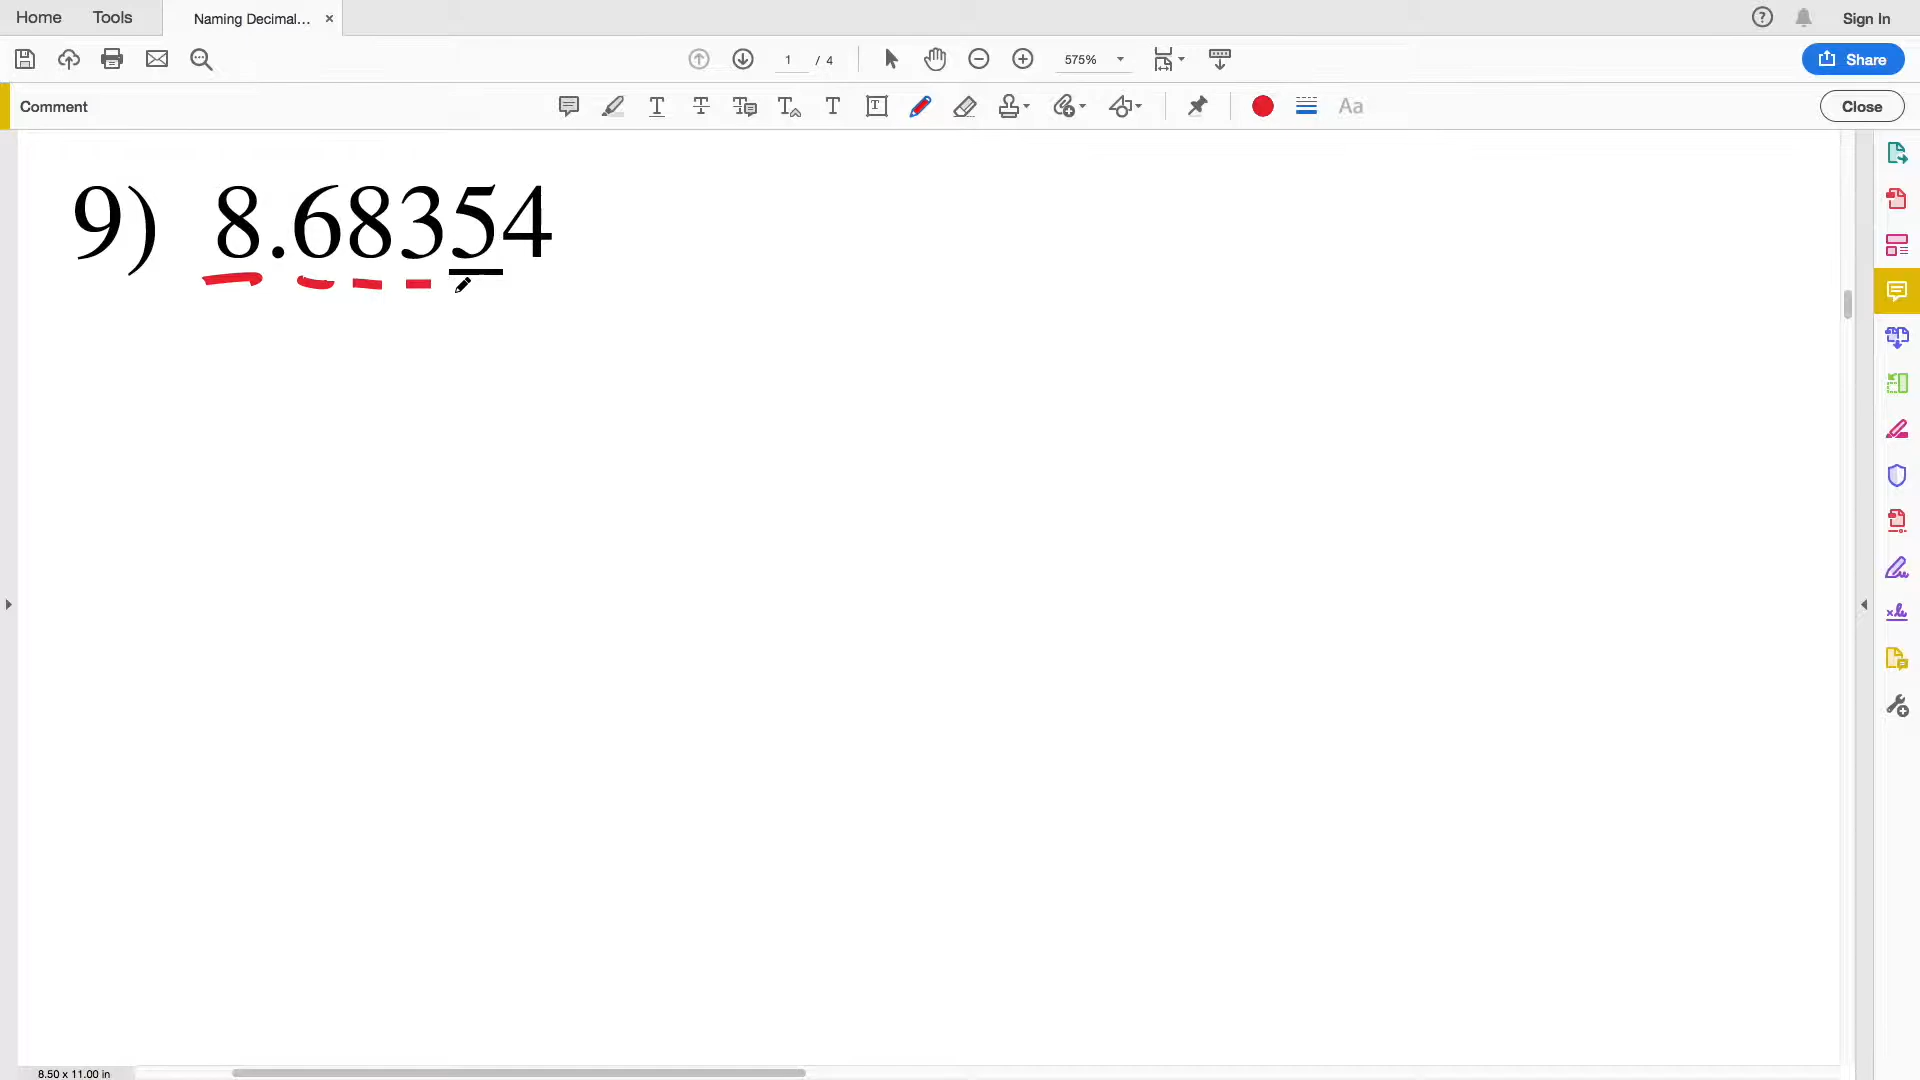 Home Tools Naming Decimal... × Sign In
1 / 4 575% Share
Comment Aa Close
9) 8.68354
8.50 x 11.00 in